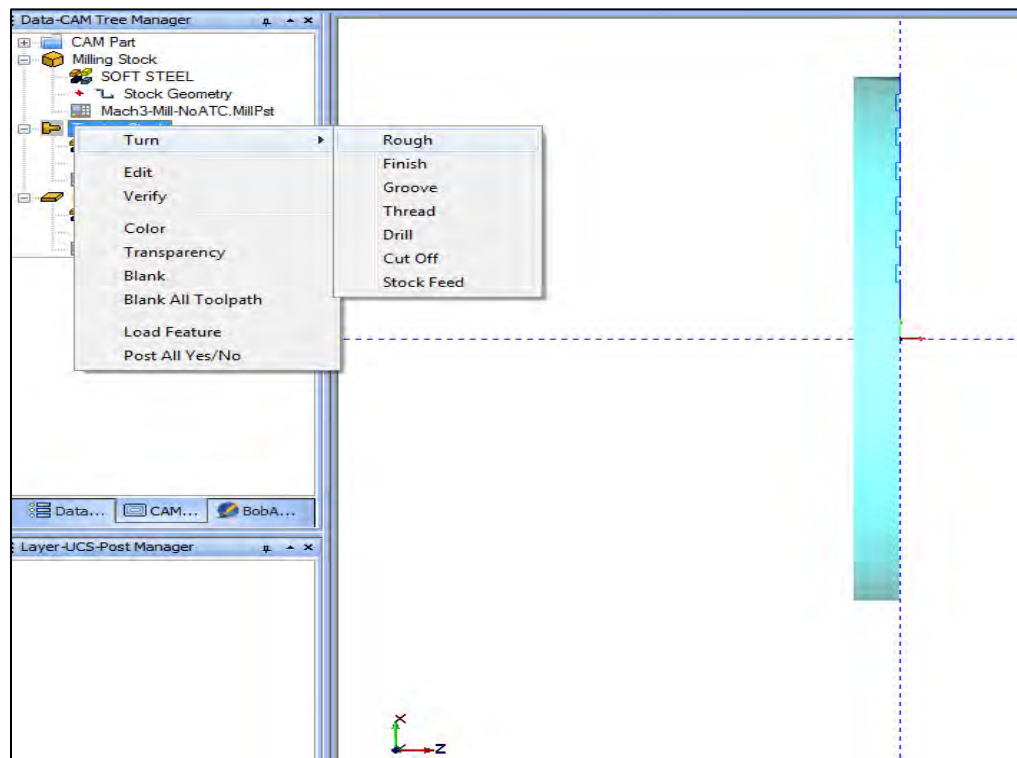 Data-CAM Tree Manager
CAM Part
Milling Stock
SOFT STEEL
Stock Geometry
Mach3-Mill-NoATC.MillPst
Turn
Edit
Verify
Color
Transparency
Blank
Blank All Toolpath
Load Feature
Post All Yes/No
Rough
Finish
Groove
Thread
Drill
Cut Off
Stock Feed
Data...
CAM...
BobA...
Layer-UCS-Post Manager
X
Z